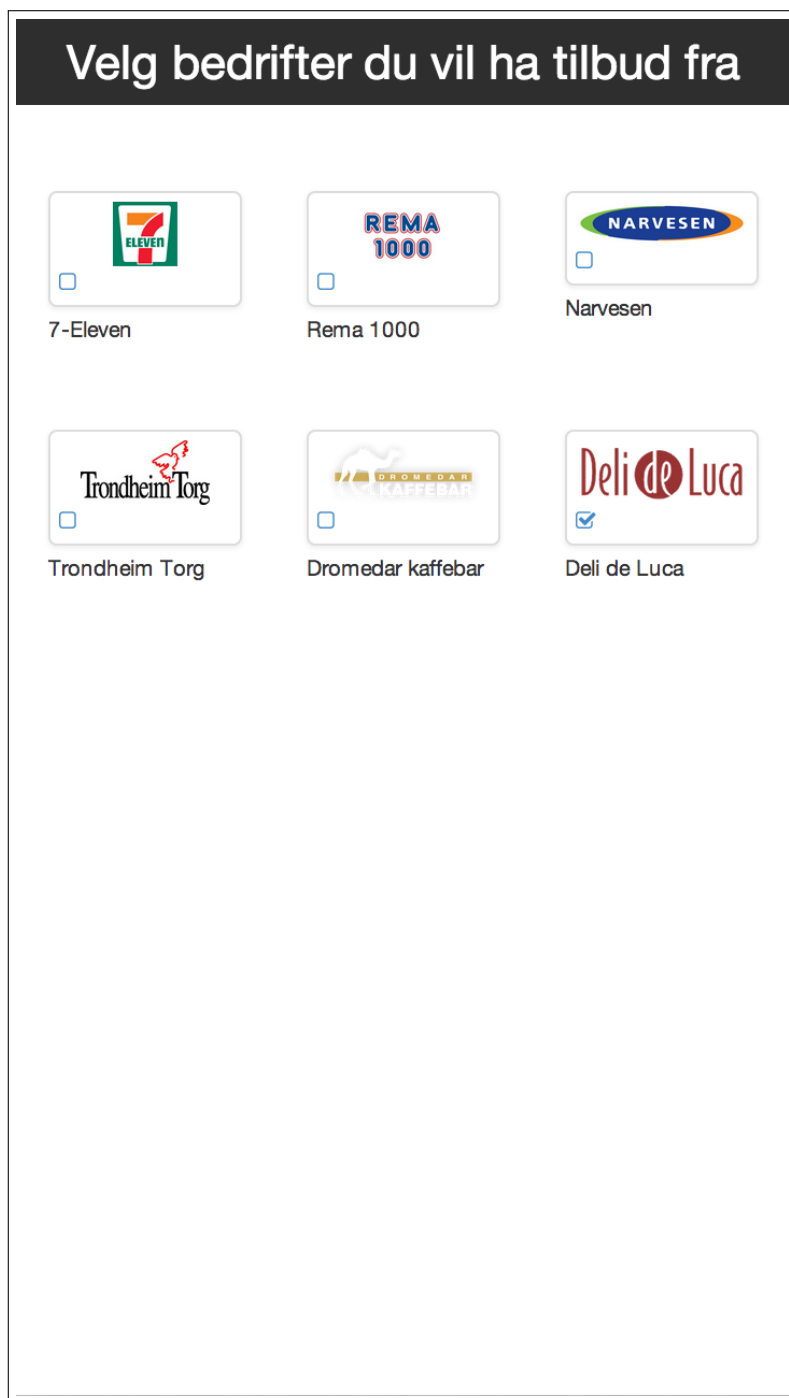 Velg bedrifter du vil ha tilbud fra
7 ELEVEN
REMA 1000
NARVESEN
7-Eleven
Rema 1000
Narvesen
Trondheim Torg
DROMEDAR KAFFEBAR
Deli de Luca
Trondheim Torg
Dromedar kaffebar
Deli de Luca